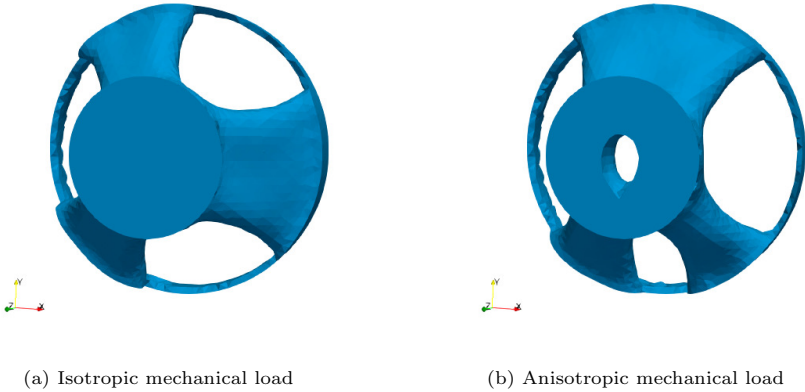 Y
Z
X
Y
Z
X
(a) Isotropic mechanical load
(b) Anisotropic mechanical load